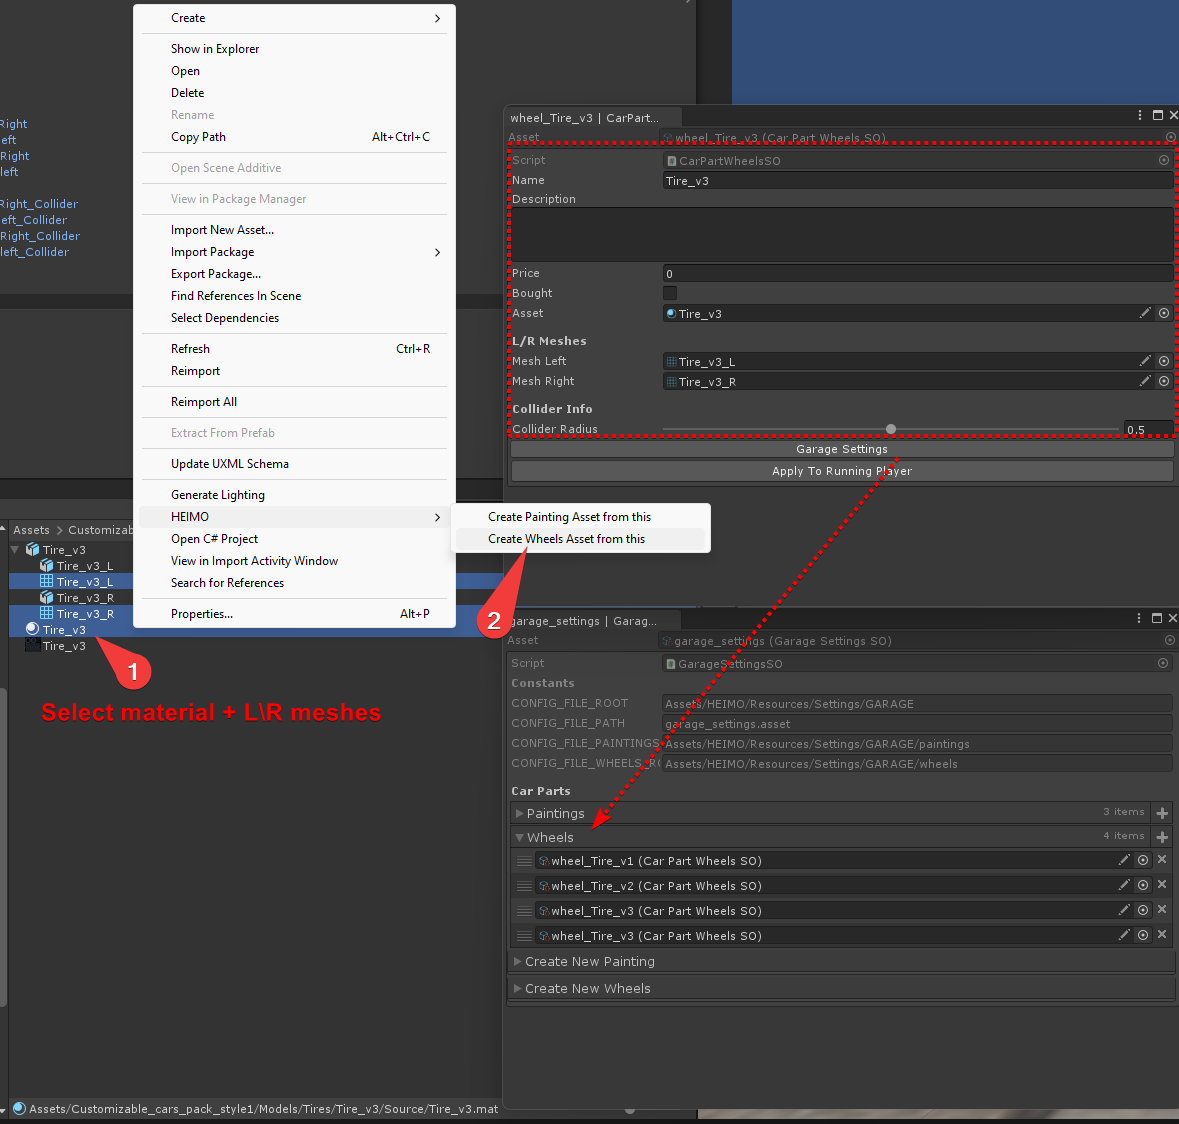 Create
Show in Explorer
Open
Delete
Rename
Copy Path Alt+Ctrl+C
Open Scene Additive
View in Package Manager
Import New Asset...
Import Package
Export Package...
Find References In Scene
Select Dependencies
Refresh Ctrl+R
Reimport
Reimport All
Extract From Prefab
Update UXML Schema
Generate Lighting
HEIMO
Open C# Project
View in Import Activity Window
Search for References
Properties... Alt+P
Create Painting Asset from this
Create Wheels Asset from this
Right
eft
Right
left
Right_Collider
eft_Collider
Right_Collider
left_Collider
Assets > Customizab
Tire_v3
Tire_v3_L
Tire_v3_L
Tire_v3_R
Tire_v3_R
Tire_v3
Tire_v3
1
2
Select material + L\R meshes
Assets/Customizable_cars_pack_style1/Models/Tires/Tire_v3/Source/Tire_v3.mat
wheel_Tire_v3 | CarPart...
Asset wheel_Tire_v3 (Car Part Wheels SO)
Script CarPartWheelsSO
Name Tire_v3
Description
Price 0
Bought
Asset Tire_v3
L/R Meshes
Mesh Left Tire_v3_L
Mesh Right Tire_v3_R
Collider Info
Collider Radius 0.5
Garage Settings
Apply To Running Player
garage_settings | Garag...
Asset garage_settings (Garage Settings SO)
Script GarageSettingsSO
Constants
CONFIG_FILE_ROOT Assets/HEIMO/Resources/Settings/GARAGE
CONFIG_FILE_PATH garage_settings.asset
CONFIG_FILE_PAINTINGS Assets/HEIMO/Resources/Settings/GARAGE/paintings
CONFIG_FILE_WHEELS_RO Assets/HEIMO/Resources/Settings/GARAGE/wheels
Car Parts
Paintings 3 items
Wheels 4 items
wheel_Tire_v1 (Car Part Wheels SO)
wheel_Tire_v2 (Car Part Wheels SO)
wheel_Tire_v3 (Car Part Wheels SO)
wheel_Tire_v3 (Car Part Wheels SO)
Create New Painting
Create New Wheels